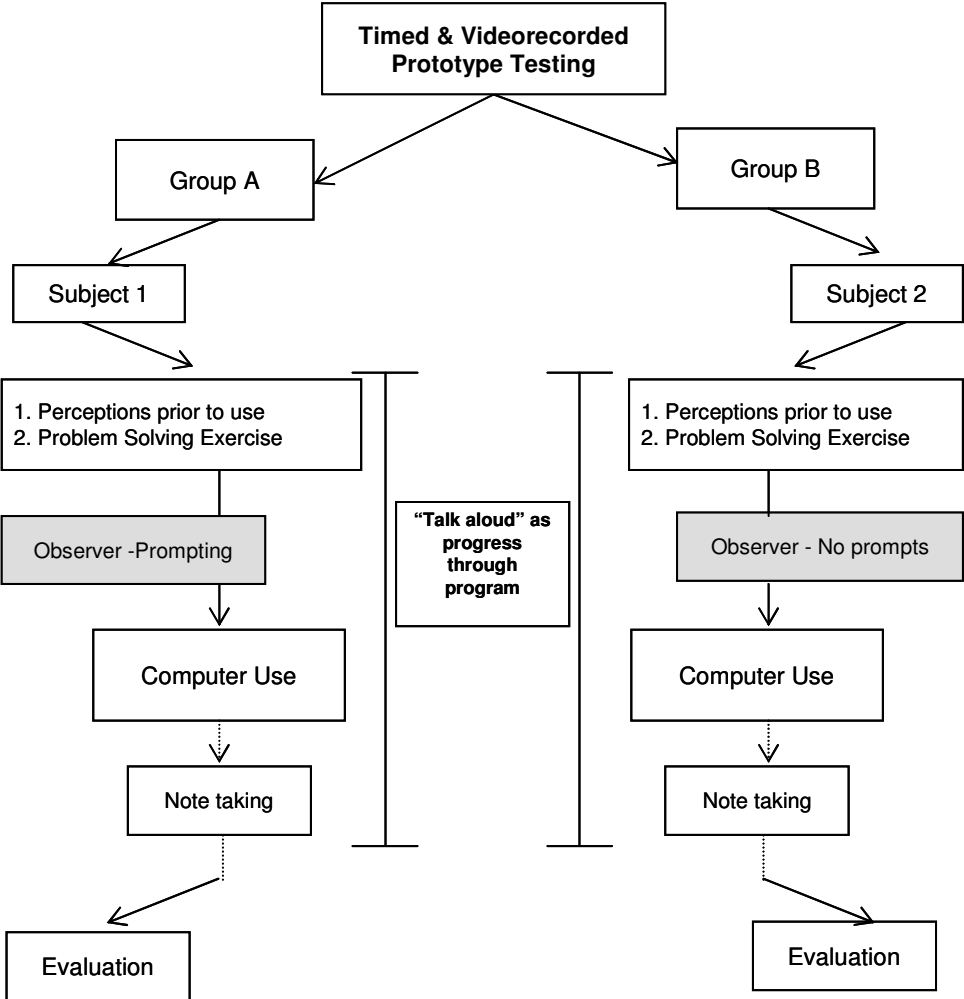 Timed & Videorecorded
Prototype Testing
Group A
Group B
Subject 1
Subject 2
1. Perceptions prior to use
2. Problem Solving Exercise
1. Perceptions prior to use
2. Problem Solving Exercise
Observer -Prompting
“Talk aloud” as
progress
through
program
Observer - No prompts
Computer Use
Computer Use
Note taking
Note taking
Evaluation
Evaluation